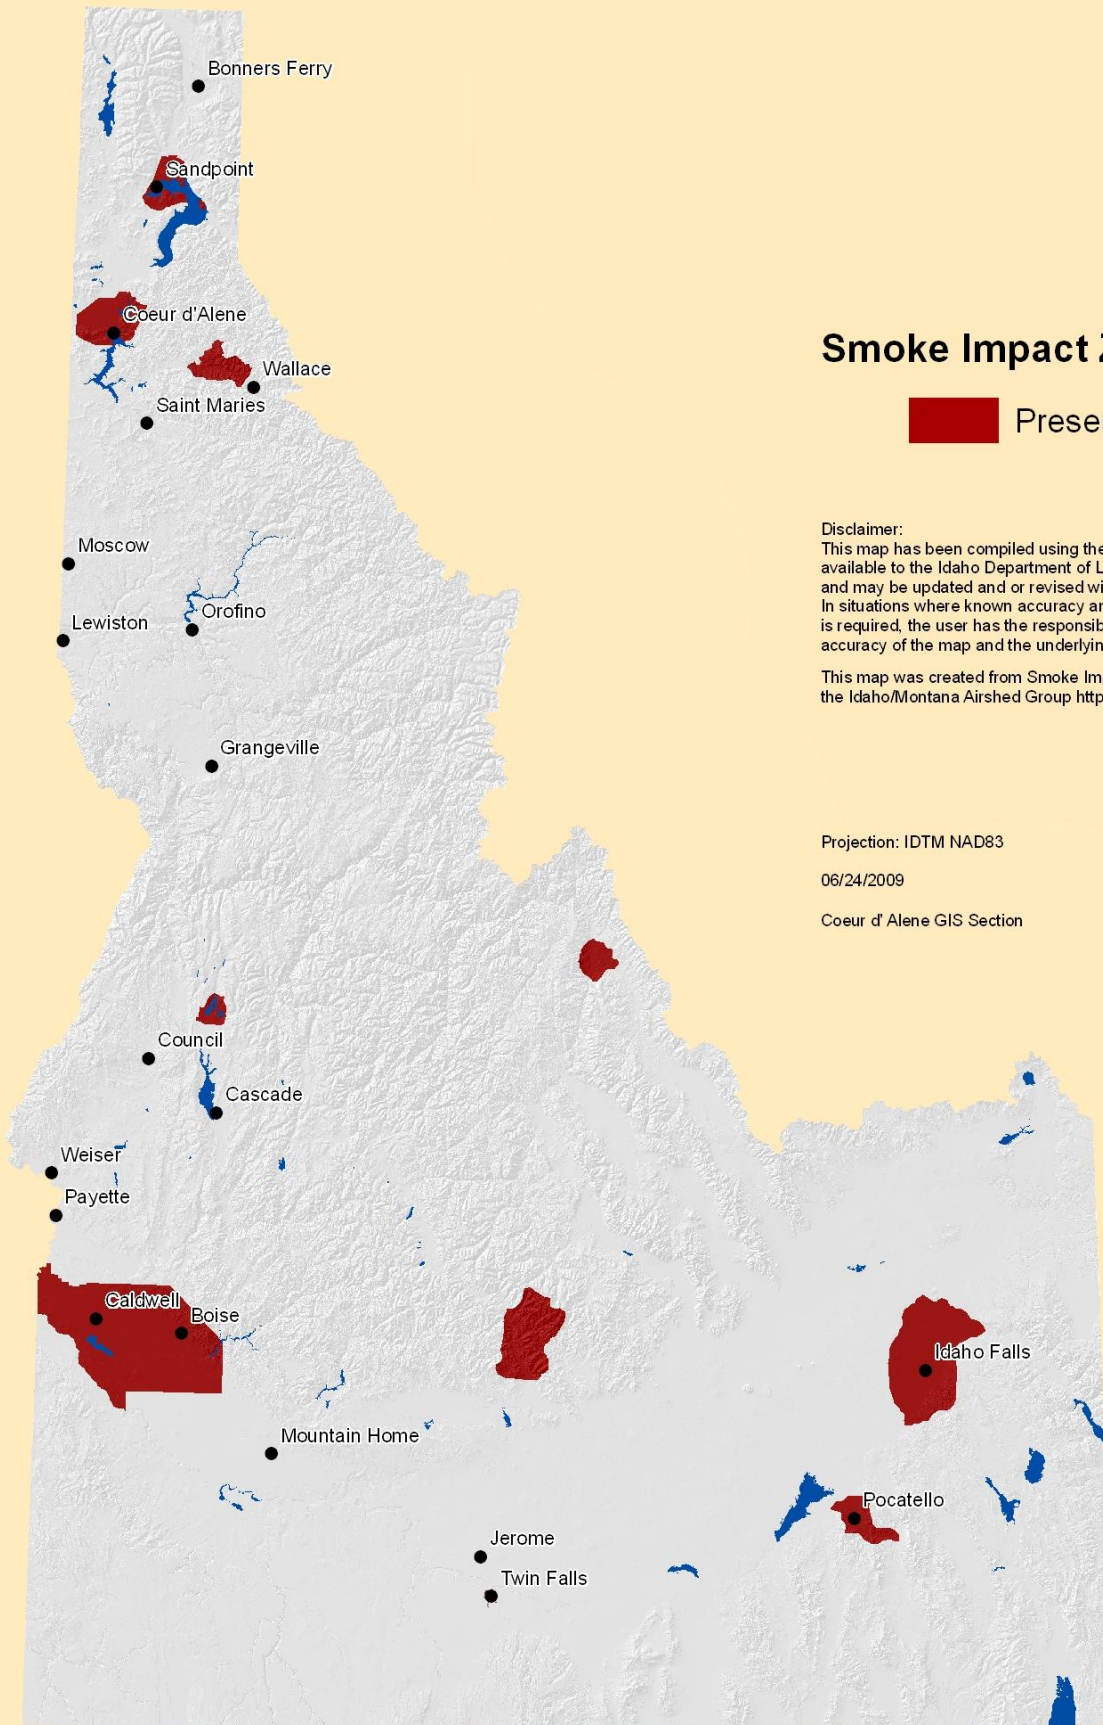 Bonners Ferry
Sandpoint
Coeur d'Alene
Wallace
Saint Maries
Moscow
Orofino
Lewiston
Grangeville
Council
Cascade
Weiser
Payette
Caldwell
Boise
Mountain Home
Jerome
Twin Falls
Idaho Falls
Pocatello
Smoke Impact
Prese
Disclaimer:
This map has been compiled using the
available to the Idaho Department of L
and may be updated and or revised wi
In situations where known accuracy an
is required, the user has the responsib
accuracy of the map and the underlyin
This map was created from Smoke Im
the Idaho/Montana Airshed Group http
Projection: IDTM NAD83
06/24/2009
Coeur d' Alene GIS Section